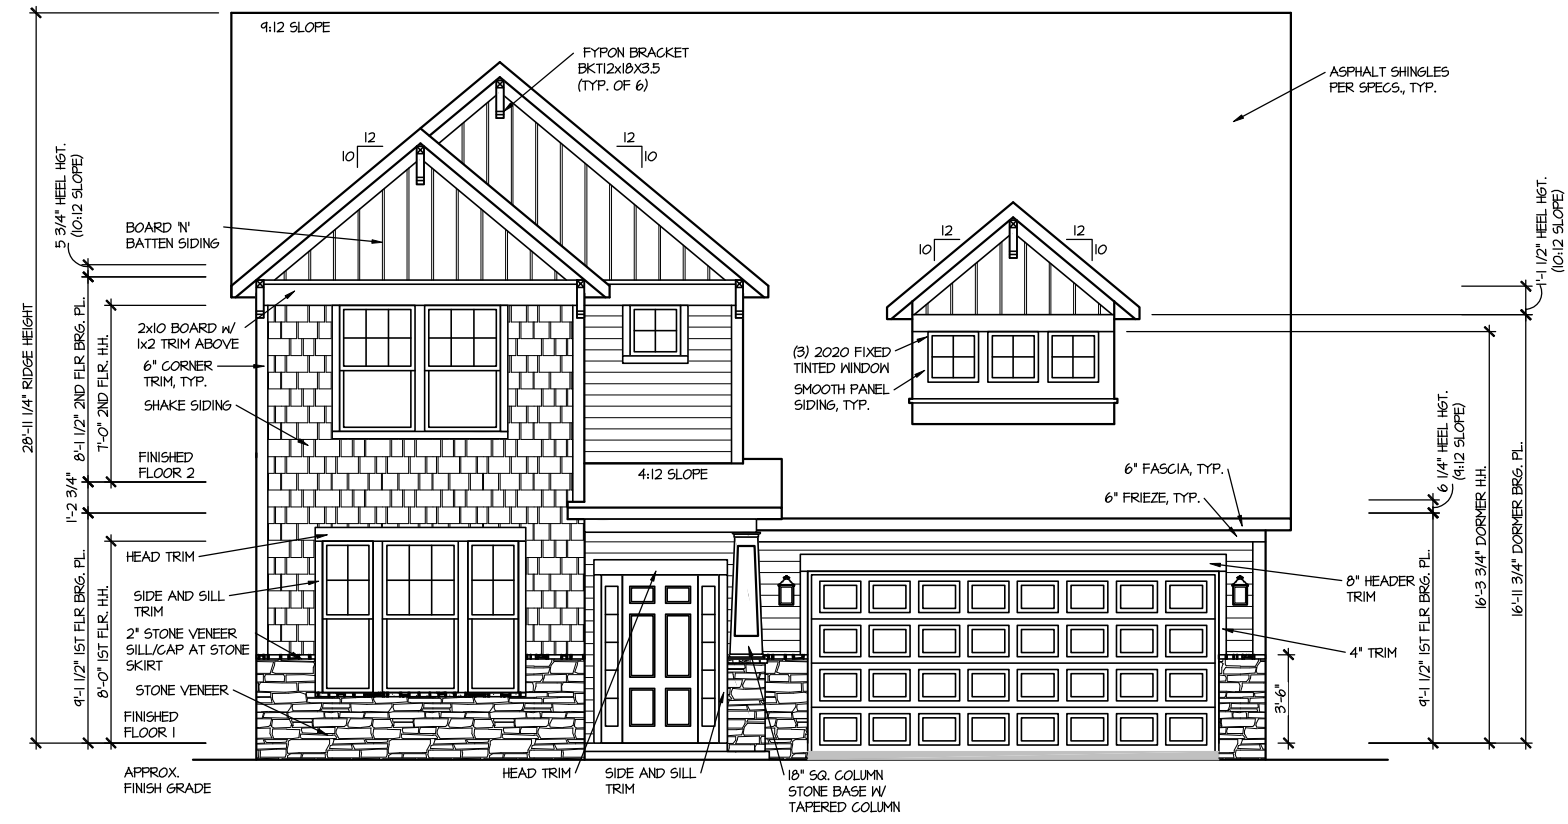 9:12 SLOPE
FYPON BRACKET
BKT12x18X3.5
(TYP. OF 6)
ASPHALT SHINGLES
PER SPECS., TYP.
12
10
12
10
5 3/4" HEEL HGT.
(10:12 SLOPE)
BOARD 'N'
BATTEN SIDING
12
10
12
10
1'-1 1/2" HEEL HGT.
(10:12 SLOPE)
28'-11 1/4" RIDGE HEIGHT
8'-1 1/2" 2ND FLR BRG. PL.
7'-0" 2ND FLR. H.H.
2x10 BOARD W/
1x2 TRIM ABOVE
6" CORNER
TRIM, TYP.
SHAKE SIDING
(3) 2020 FIXED
TINTED WINDOW
SMOOTH PANEL
SIDING, TYP.
FINISHED
FLOOR 2
4:12 SLOPE
6" FASCIA, TYP.
6" FRIEZE, TYP.
6 1/4" HEEL HGT.
(9:12 SLOPE)
1'-2 3/4"
HEAD TRIM
SIDE AND SILL
TRIM
2" STONE VENEER
SILL/CAP AT STONE
SKIRT
STONE VENEER
9'-1 1/2" 1ST FLR BRG. PL.
8'-0" 1ST FLR. H.H.
FINISHED
FLOOR 1
8" HEADER
TRIM
4" TRIM
3'-6"
9'-1 1/2" 1ST FLR BRG. PL.
16'-3 3/4" DORMER H.H.
16'-11 3/4" DORMER BRG. PL.
APPROX.
FINISH GRADE
HEAD TRIM
SIDE AND SILL
TRIM
18" SQ. COLUMN
STONE BASE W/
TAPERED COLUMN